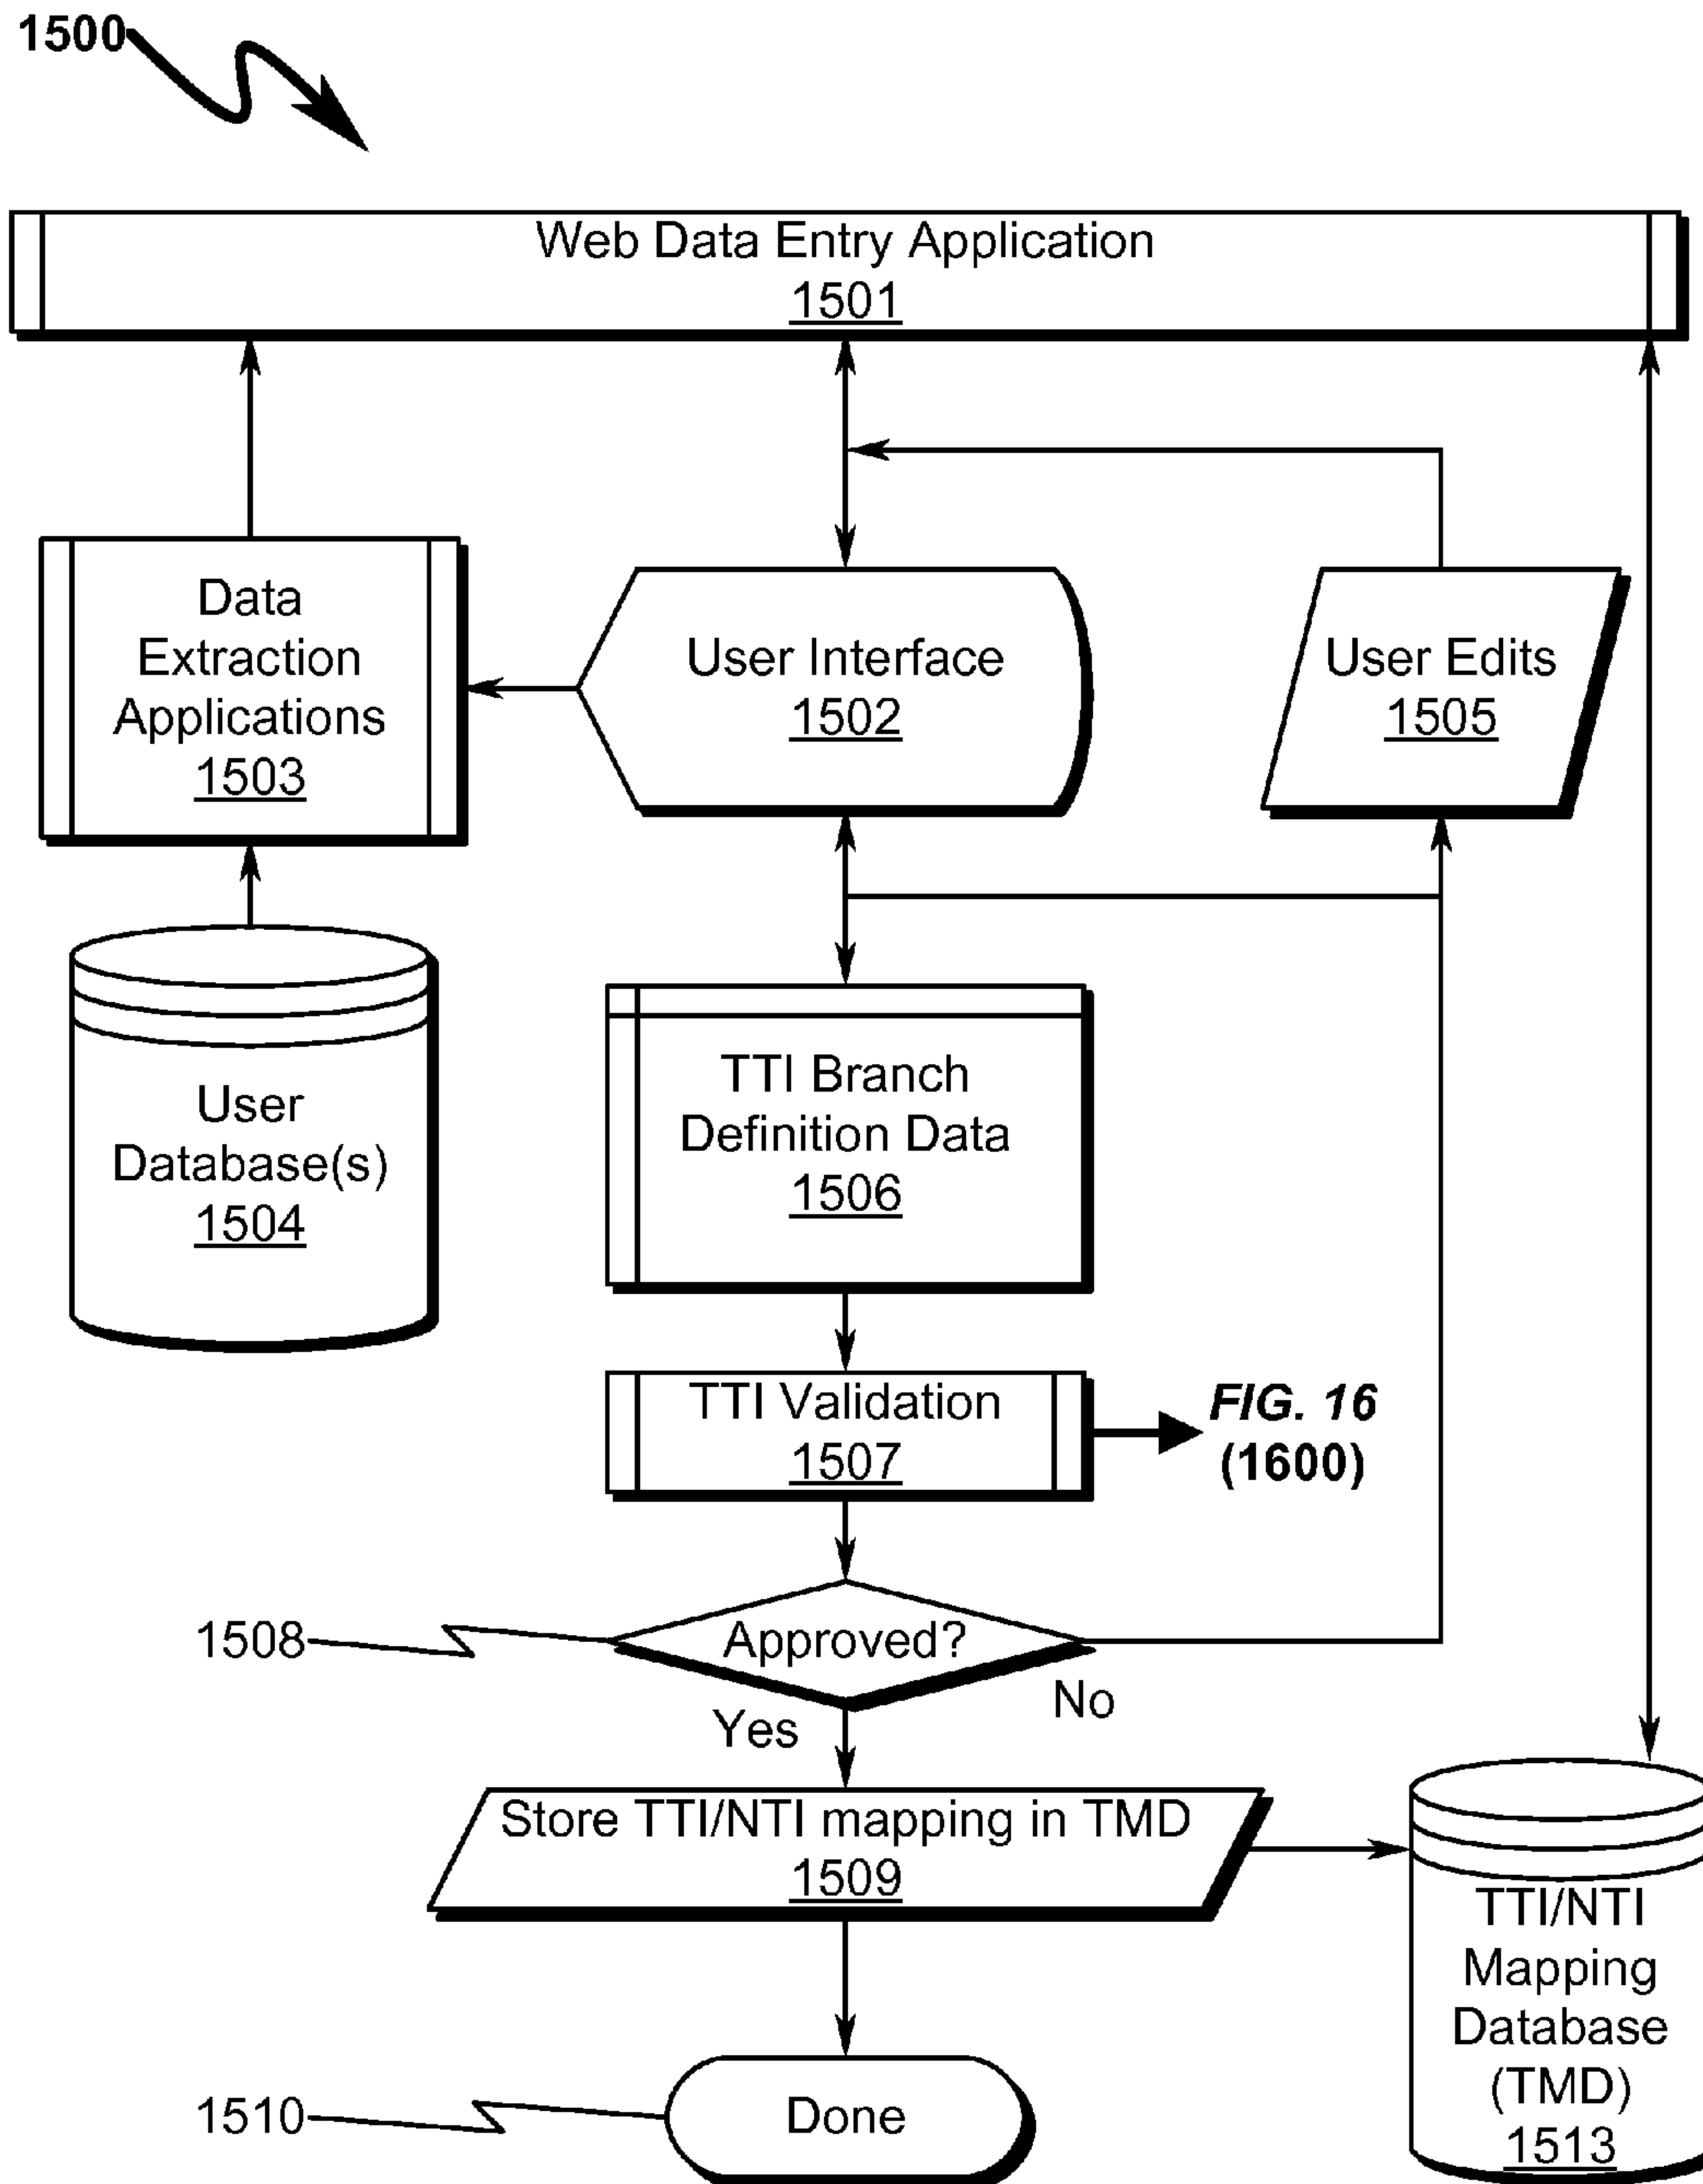 1500
Web Data Entry Application
1501
Data
Extraction
Applications
1503
User Interface
1502
User Edits
1505
User
Database(s)
1504
TTI Branch
Definition Data
1506
TTI Validation
1507
FIG. 16
(1600)
1508
Approved?
No
Yes
Store TTI/NTI mapping in TMD
1509
TTI/NTI
Mapping
Database
(TMD)
1513
1510
Done